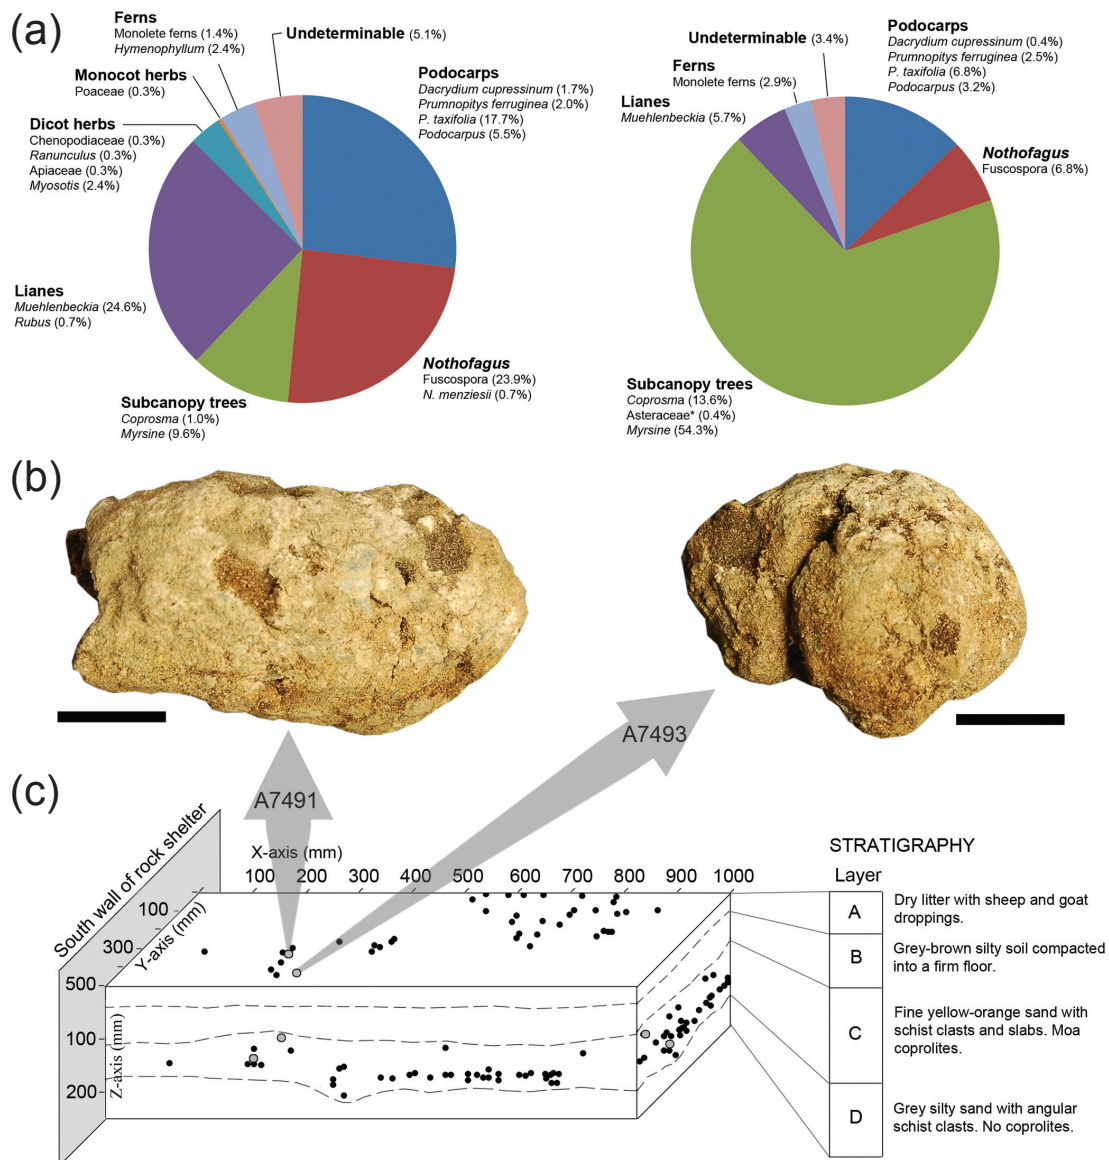 (a)
Ferns
Monolete ferns (1.4%)
Hymenophyllum (2.4%)
Undeterminable (5.1%)
Monocot herbs
Poaceae (0.3%)
Podocarps
Dacrydium cupressinum (1.7%)
Prumnopitys ferruginea (2.0%)
P. taxifolia (17.7%)
Podocarpus (5.5%)
Dicot herbs
Chenopodiaceae (0.3%)
Ranunculus (0.3%)
Apiaceae (0.3%)
Myosotis (2.4%)
Lianes
Muehlenbeckia (24.6%)
Rubus (0.7%)
Nothofagus
Fuscospora (23.9%)
N. menziesii (0.7%)
Subcanopy trees
Coprosma (1.0%)
Myrsine (9.6%)
Undeterminable (3.4%)
Podocarps
Dacrydium cupressinum (0.4%)
Prumnopitys ferruginea (2.5%)
P. taxifolia (6.8%)
Podocarpus (3.2%)
Ferns
Monolete ferns (2.9%)
Lianes
Muehlenbeckia (5.7%)
Nothofagus
Fuscospora (6.8%)
Subcanopy trees
Coprosma (13.6%)
Asteraceae* (0.4%)
Myrsine (54.3%)
(b)
A7491
A7493
(c)
South wall of rock shelter
X-axis (mm)
100 200 300 400 500 600 700 800 900 1000
Y-axis (mm)
100
300
500
Z-axis (mm)
100
200
STRATIGRAPHY
Layer
A
Dry litter with sheep and goat
droppings.
B
Grey-brown silty soil compacted
into a firm floor.
C
Fine yellow-orange sand with
schist clasts and slabs. Moa
coprolites.
D
Grey silty sand with angular
schist clasts. No coprolites.